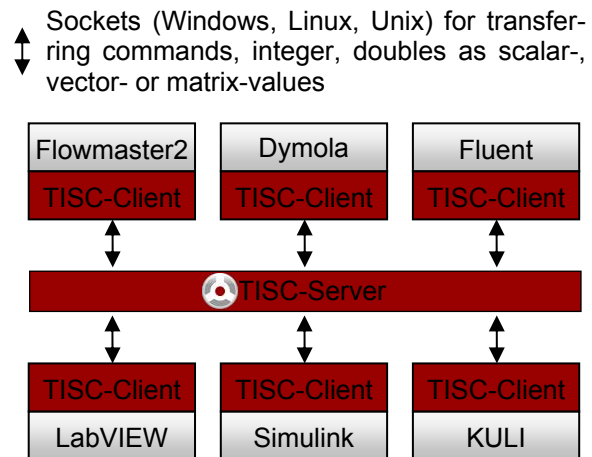 Sockets (Windows, Linux, Unix) for transfer-
ring commands, integer, doubles as scalar-,
vector- or matrix-values
Flowmaster2 Dymola Fluent
TISC-Client TISC-Client TISC-Client
TISC-Server
TISC-Client TISC-Client TISC-Client
LabVIEW Simulink KULI